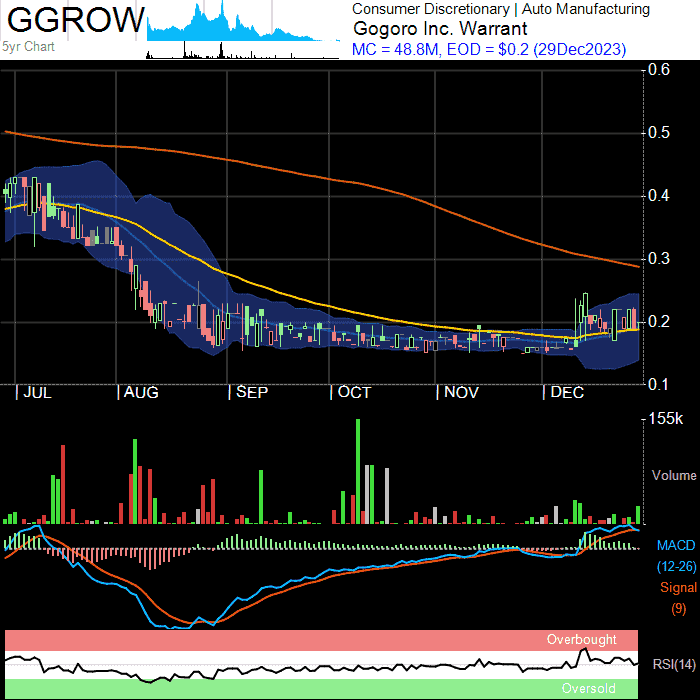 GGROW
5yr Chart
Consumer Discretionary | Auto Manufacturing
Gogoro Inc. Warrant
MC = 48.8M, EOD = $0.2 (29Dec2023)
0.6
0.5
0.4
0.3
0.2
0.1
| JUL | AUG | SEP | OCT | NOV | DEC
155k
Volume
MACD
(12-26)
Signal
(9)
Overbought
RSI(14)
Oversold